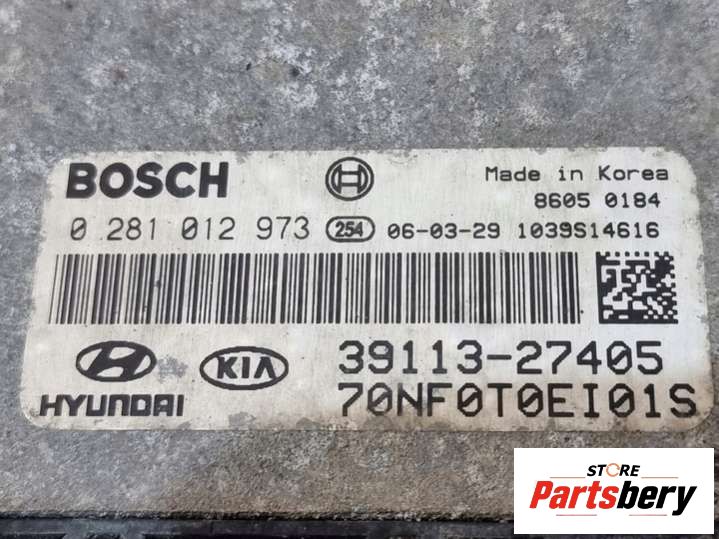 BOSCH
Made in Korea
8605 0184
0 281 012 973 254 06-03-29 1039S14616
HYUNDAI KIA 39113-27405
70NF0T0EI01S
STORE
Partsbery